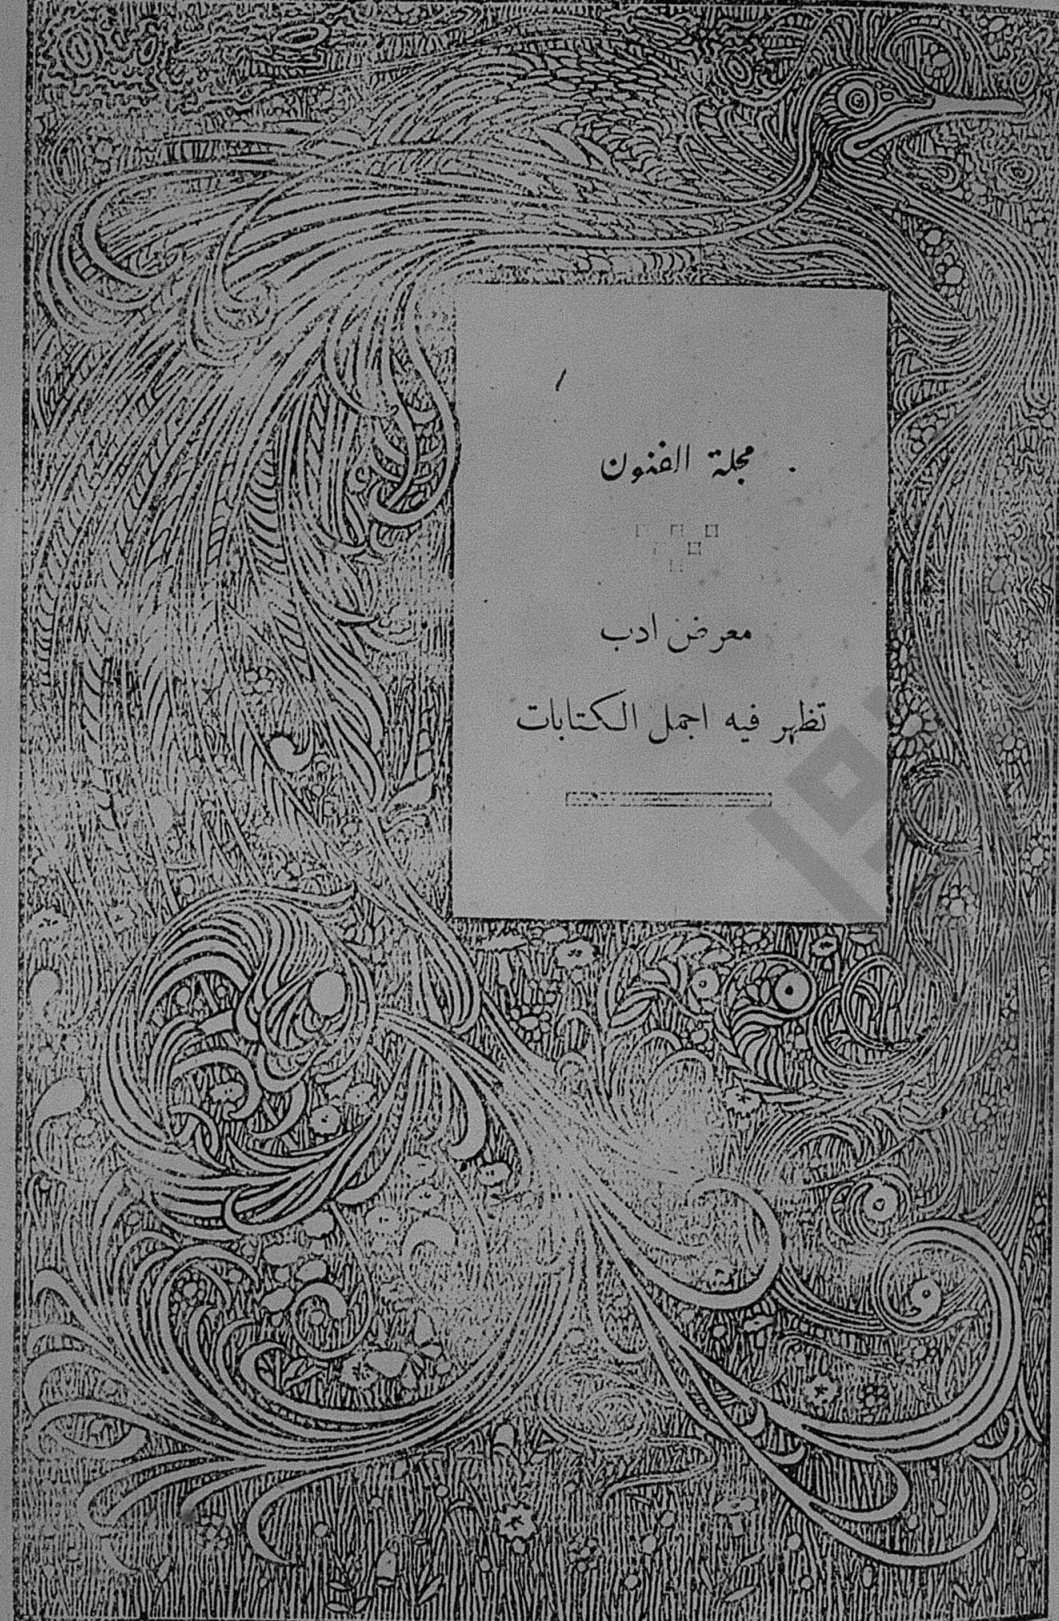 مجلة الفنون
معرض ادب
تظهر فيه اجمل الكتابات